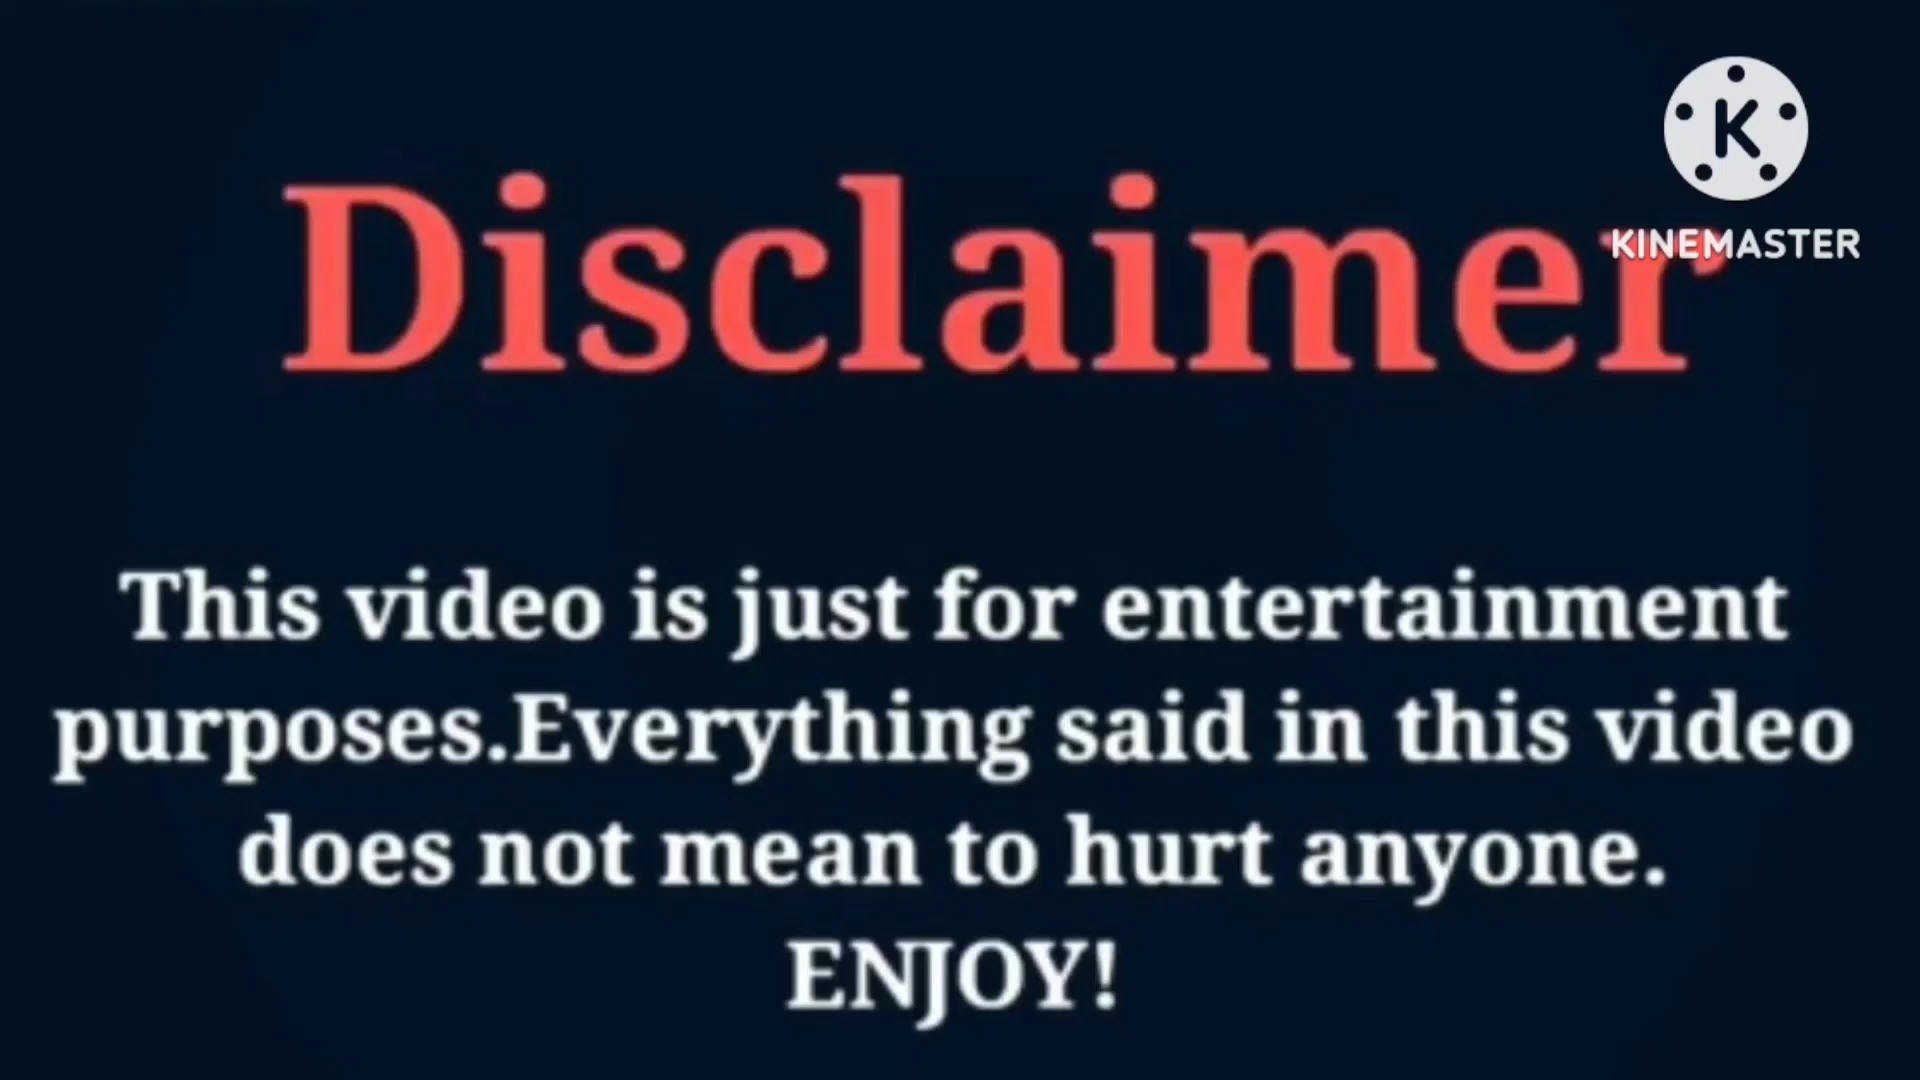 K
KINEMASTER
Disclaimer
This video is just for entertainment
purposes.Everything said in this video
does not mean to hurt anyone.
ENJOY!